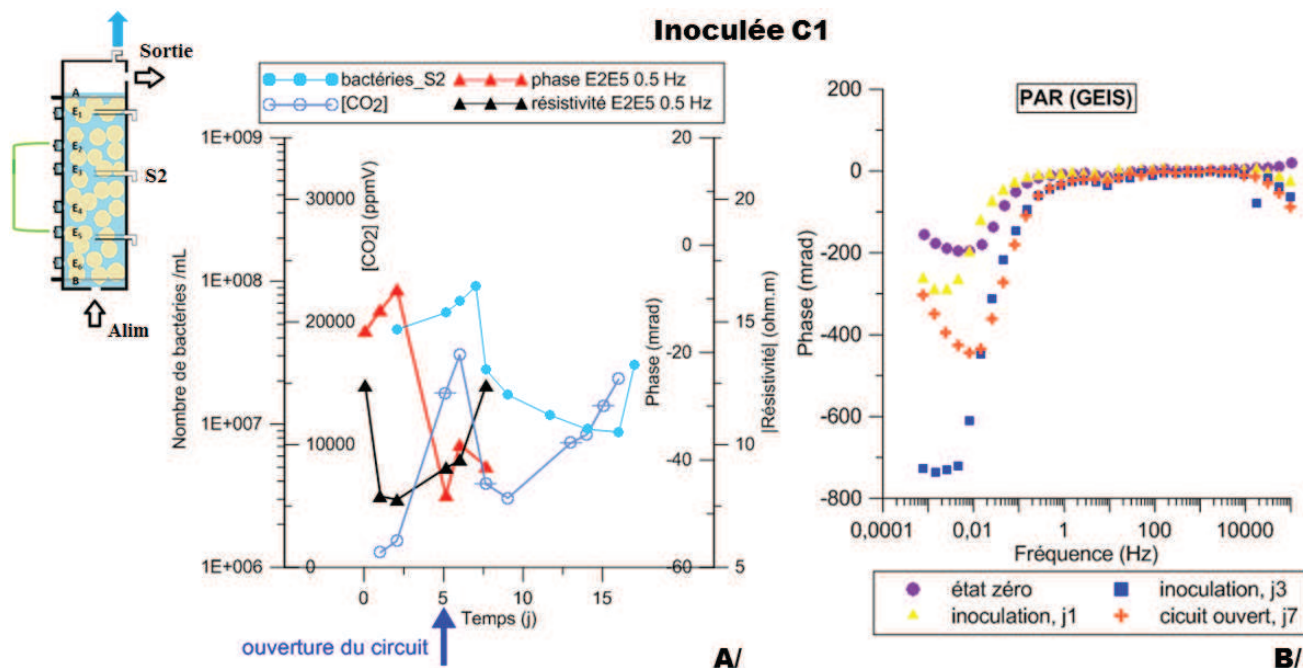 Inoculée C1
Sortie
A
E1
E2
E3
S2
E4
E5
E6
B
Alim
bactéries_S2
phase E2E5 0.5 Hz
[CO2]
résistivité E2E5 0.5 Hz
1E+009
1E+008
1E+007
1E+006
Nombre de bactéries /mL
30000
20000
10000
0
[CO2] (ppmV)
20
0
-20
-40
-60
Phase (mrad)
20
15
10
5
|Résistivité| (ohm.m)
0 5 10 15
Temps (j)
ouverture du circuit
A/
PAR (GEIS)
200
0
-200
-400
-600
-800
Phase (mrad)
0,0001 0,01 1 100 10000
Fréquence (Hz)
état zéro
inoculation, j3
inoculation, j1
cicuit ouvert, j7
B/